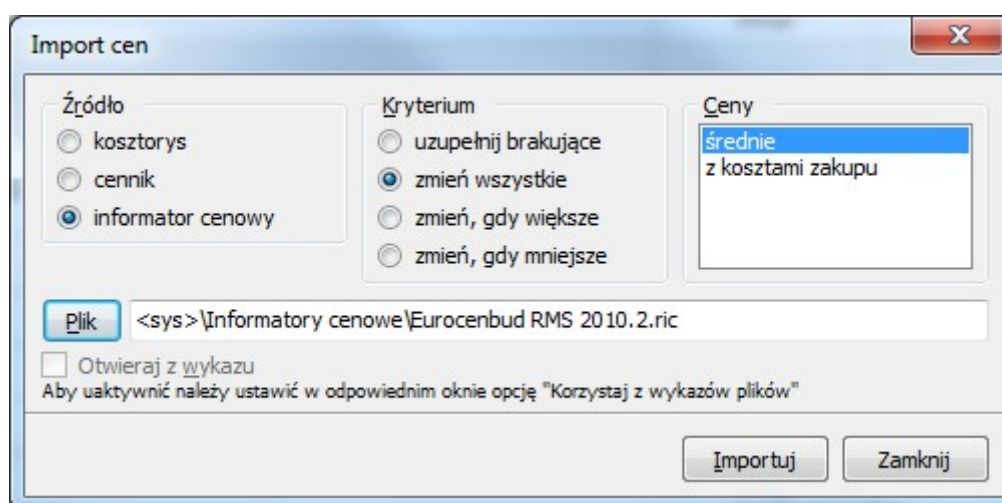 Import cen
Źródło
kosztorys
cennik
informator cenowy
Kryterium
uzupełnij brakujące
zmień wszystkie
zmień, gdy większe
zmień, gdy mniejsze
Ceny
średnie
z kosztami zakupu
Plik
<sys>\Informatory cenowe\Eurocenbud RMS 2010.2.ric
Otwieraj z wykazu
Aby uaktywnić należy ustawić w odpowiednim oknie opcję "Korzystaj z wykazów plików"
Importuj
Zamknij